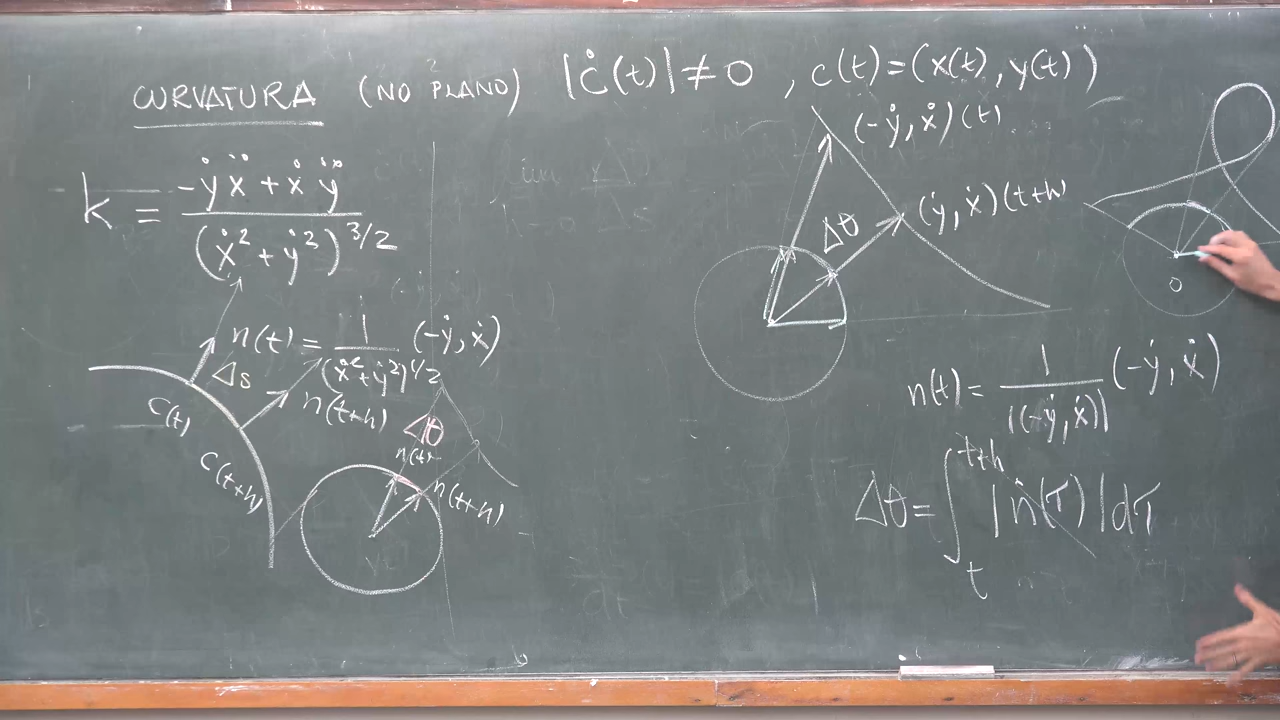 CURVATURA (NO PLANO) |ċ(t)| ≠ 0 , c(t) = (x(t), y(t))
k = (-ẏẍ + ẋÿ) / (ẋ² + ẏ²)^3/2
n(t) = 1 / (ẋ² + ẏ²)^1/2 (-ẏ, ẋ)
Δs
n(t+h)
c(t)
c(t+h)
Δθ
n(t)
n(t+h)
(-ẏ, ẋ)(t)
Δθ
(ẏ, ẋ)(t+h)
0
n(t) = 1 / |(-ẏ, ẋ)| (-ẏ, ẋ)
Δθ = ∫_t^{t+h} |ṅ(τ)| dτ